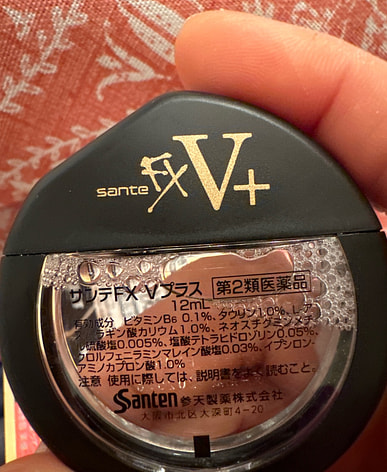 sante FX V+
サンテFX Vプラス 第2類医薬品
12mL
有効成分 ビタミンB6 0.1%、タウリン1.0%、L-ア
スパラギン酸カリウム1.0%、ネオスチグミンメチ
ル硫酸塩0.005%、塩酸テトラヒドロゾリン0.05%、
クロルフェニラミンマレイン酸塩0.03%、イプシロン-
アミノカプロン酸1.0%
注意 使用に際しては、説明書をよく読むこと。
Santen 参天製薬株式会社
大阪市北区大深町4-20